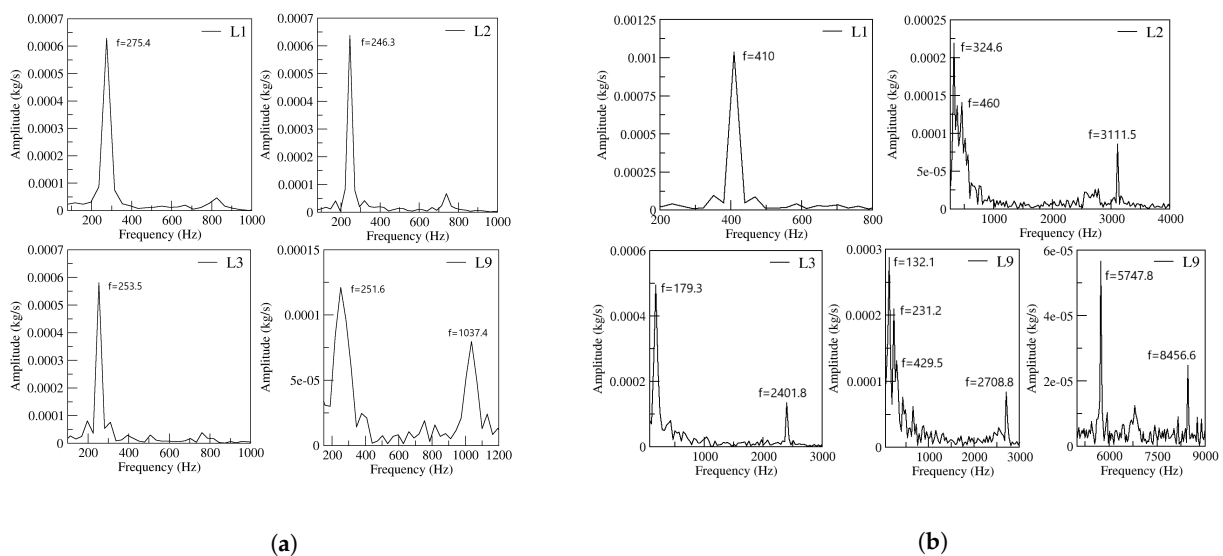 0.0007
0.0006
0.0005
0.0004
0.0003
0.0002
0.0001
0
Amplitude (kg/s)
L1
f=275.4
200 400 600 800 1000
Frequency (Hz)
0.0007
0.0006
0.0005
0.0004
0.0003
0.0002
0.0001
0
Amplitude (kg/s)
L2
f=246.3
200 400 600 800 1000
Frequency (Hz)
0.0007
0.0006
0.0005
0.0004
0.0003
0.0002
0.0001
0
Amplitude (kg/s)
L3
f=253.5
200 400 600 800 1000
Frequency (Hz)
0.00015
0.0001
5e-05
0
Amplitude (kg/s)
L9
f=251.6
f=1037.4
200 400 600 800 1000 1200
Frequency (Hz)
(a)
0.00125
0.001
0.00075
0.0005
0.00025
0
Amplitude (kg/s)
L1
f=410
200 400 600 800
Frequency (Hz)
0.00025
0.0002
0.00015
0.0001
5e-05
0
Amplitude (kg/s)
L2
f=324.6
f=460
f=3111.5
1000 2000 3000 4000
Frequency (Hz)
0.0006
0.0004
0.0002
0
Amplitude (kg/s)
L3
f=179.3
f=2401.8
1000 2000 3000
Frequency (Hz)
0.0003
0.0002
0.0001
0
Amplitude (kg/s)
L9
f=132.1
f=231.2
f=429.5
f=2708.8
1000 2000 3000
Frequency (Hz)
6e-05
4e-05
2e-05
0
Amplitude (kg/s)
L9
f=5747.8
f=8456.6
6000 7500 9000
Frequency (Hz)
(b)